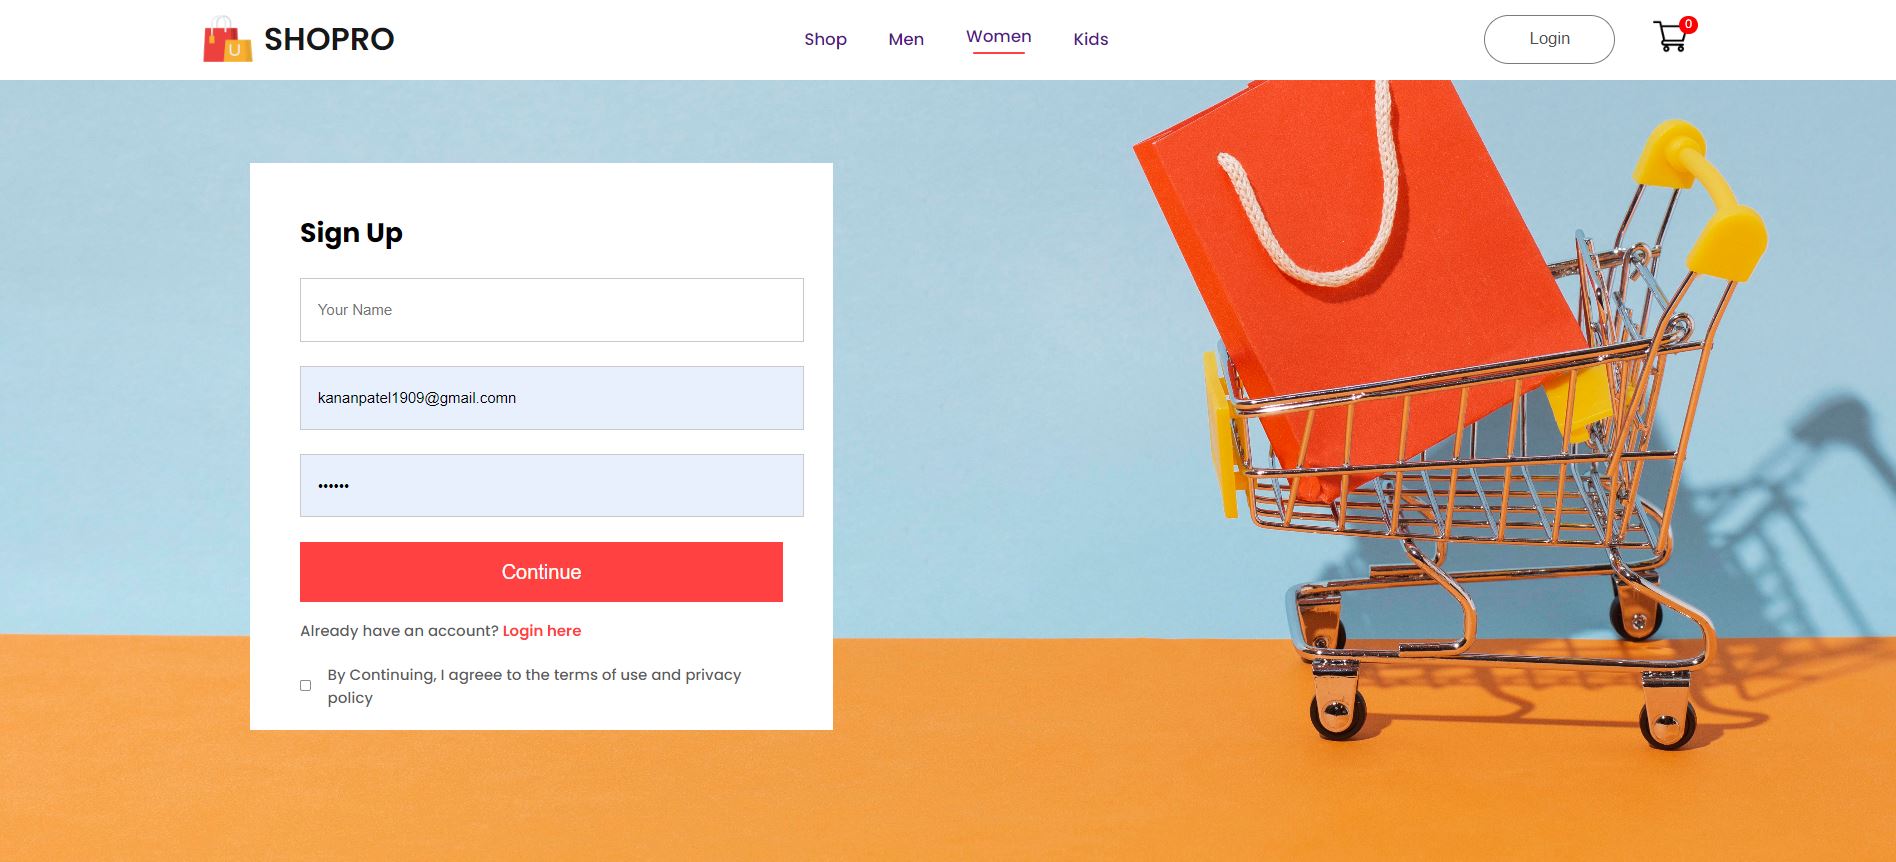 SHOPRO
Shop Men Women Kids
Login
0
U
Sign Up
Your Name
kananpatel1909@gmail.comn
••••••
Continue
Already have an account? Login here
By Continuing, I agreee to the terms of use and privacy
policy